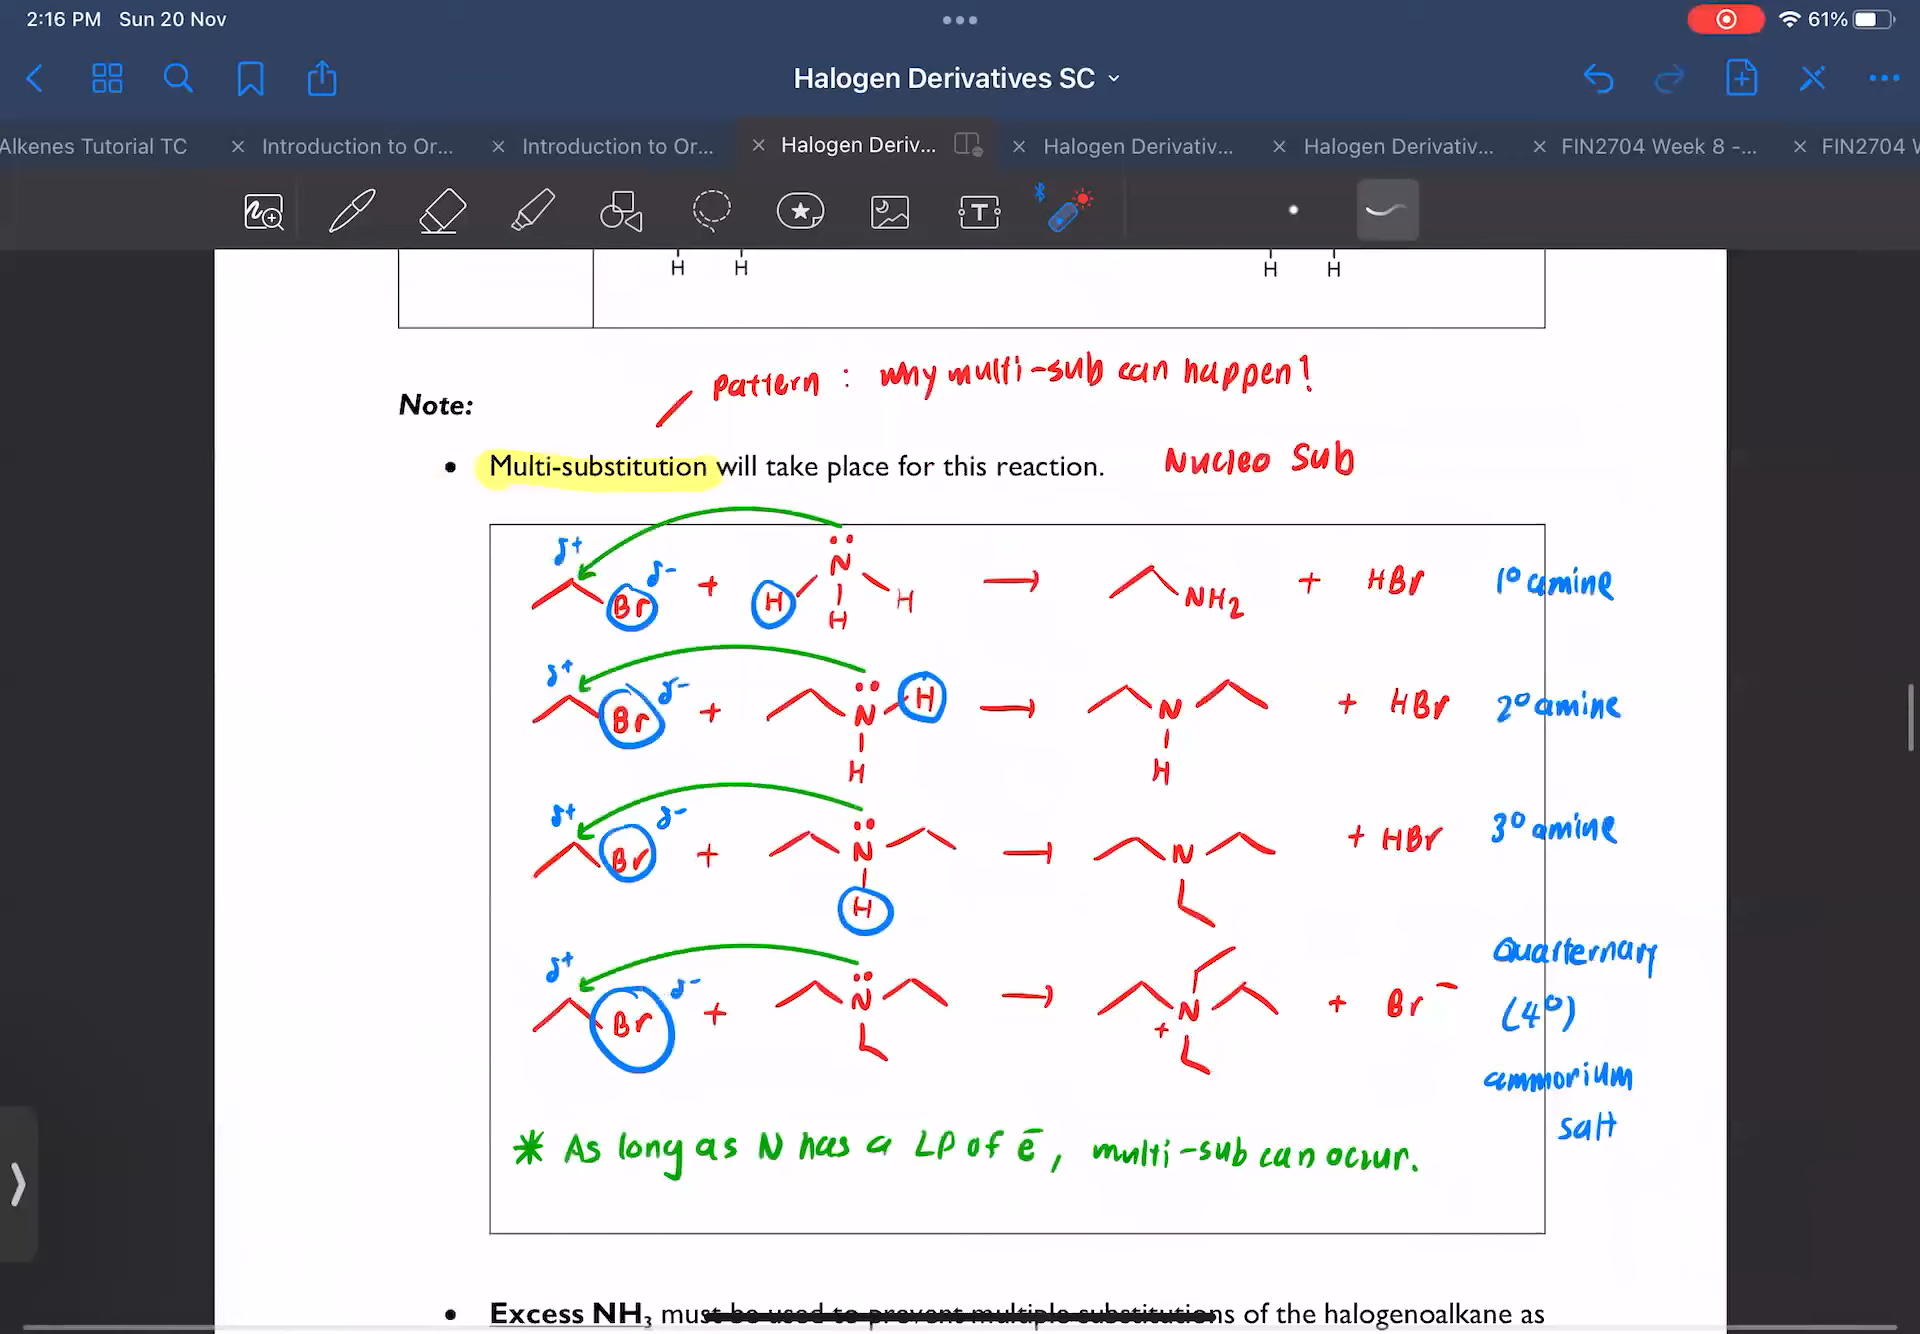 2:16 PM Sun 20 Nov
61%
Halogen Derivatives SC
Alkenes Tutorial TC
Introduction to Or...
Introduction to Or...
Halogen Deriv...
Halogen Derivativ...
Halogen Derivativ...
FIN2704 Week 8 -...
FIN2704 W
T
H H H H
pattern : why multi-sub can happen!
Note:
• Multi-substitution will take place for this reaction. Nucleo Sub
δ+ Br δ- + H N H H → NH2 + HBr 1° amine
δ+ Br δ- + N H H → N H + HBr 2° amine
δ+ Br δ- + N H → N + HBr 3° amine
δ+ Br δ- + N → N + + Br - Quarternary
(4°)
ammorium
salt
* As long as N has a LP of ē, multi-sub can occur.
• Excess NH3 must be used to prevent multiple substitutions of the halogenoalkane as